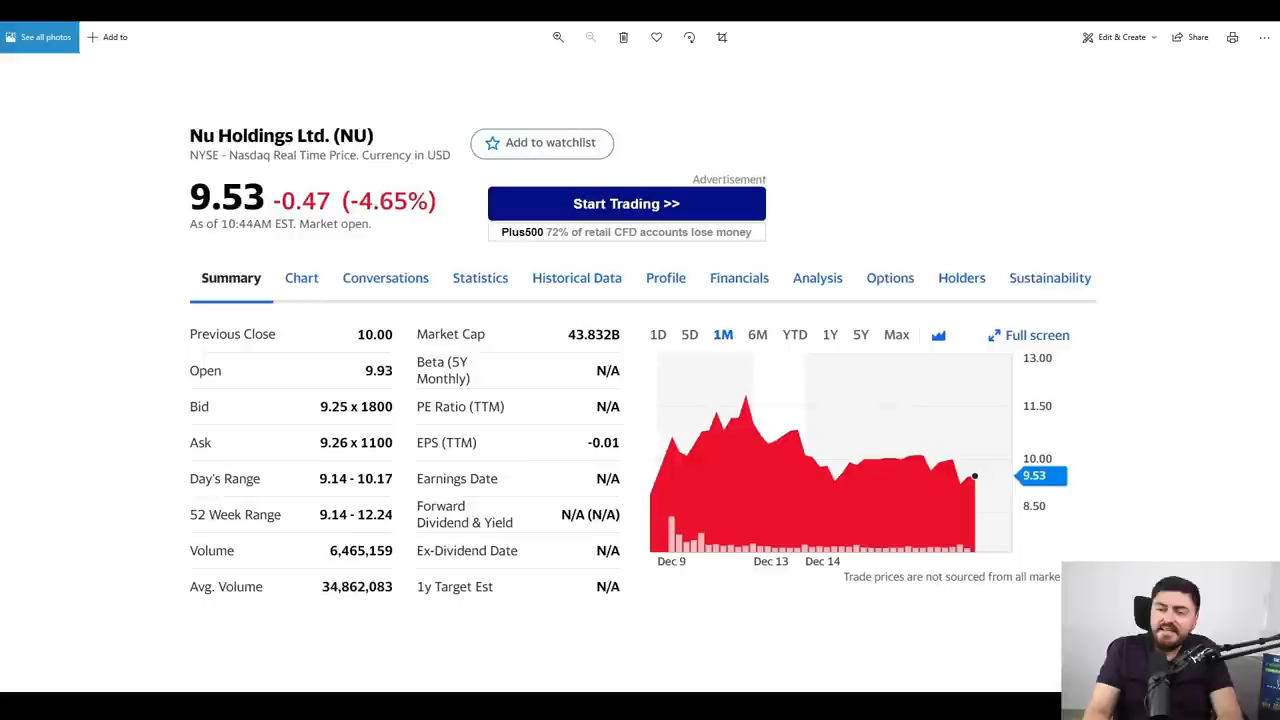 See all photos
Add to
Edit & Create
Share
Nu Holdings Ltd. (NU)
Add to watchlist
NYSE - Nasdaq Real Time Price. Currency in USD
Advertisement
9.53 -0.47 (-4.65%)
Start Trading >>
As of 10:44AM EST. Market open.
Plus500 72% of retail CFD accounts lose money
Summary Chart Conversations Statistics Historical Data Profile Financials Analysis Options Holders Sustainability
Previous Close 10.00
Open 9.93
Bid 9.25 x 1800
Ask 9.26 x 1100
Day's Range 9.14 - 10.17
52 Week Range 9.14 - 12.24
Volume 6,465,159
Avg. Volume 34,862,083
Market Cap 43.832B
Beta (5Y
Monthly) N/A
PE Ratio (TTM) N/A
EPS (TTM) -0.01
Earnings Date N/A
Forward
Dividend & Yield N/A (N/A)
Ex-Dividend Date N/A
1y Target Est N/A
1D 5D 1M 6M YTD 1Y 5Y Max
Full screen
13.00
11.50
10.00
9.53
8.50
Dec 9 Dec 13 Dec 14
Trade prices are not sourced from all marke